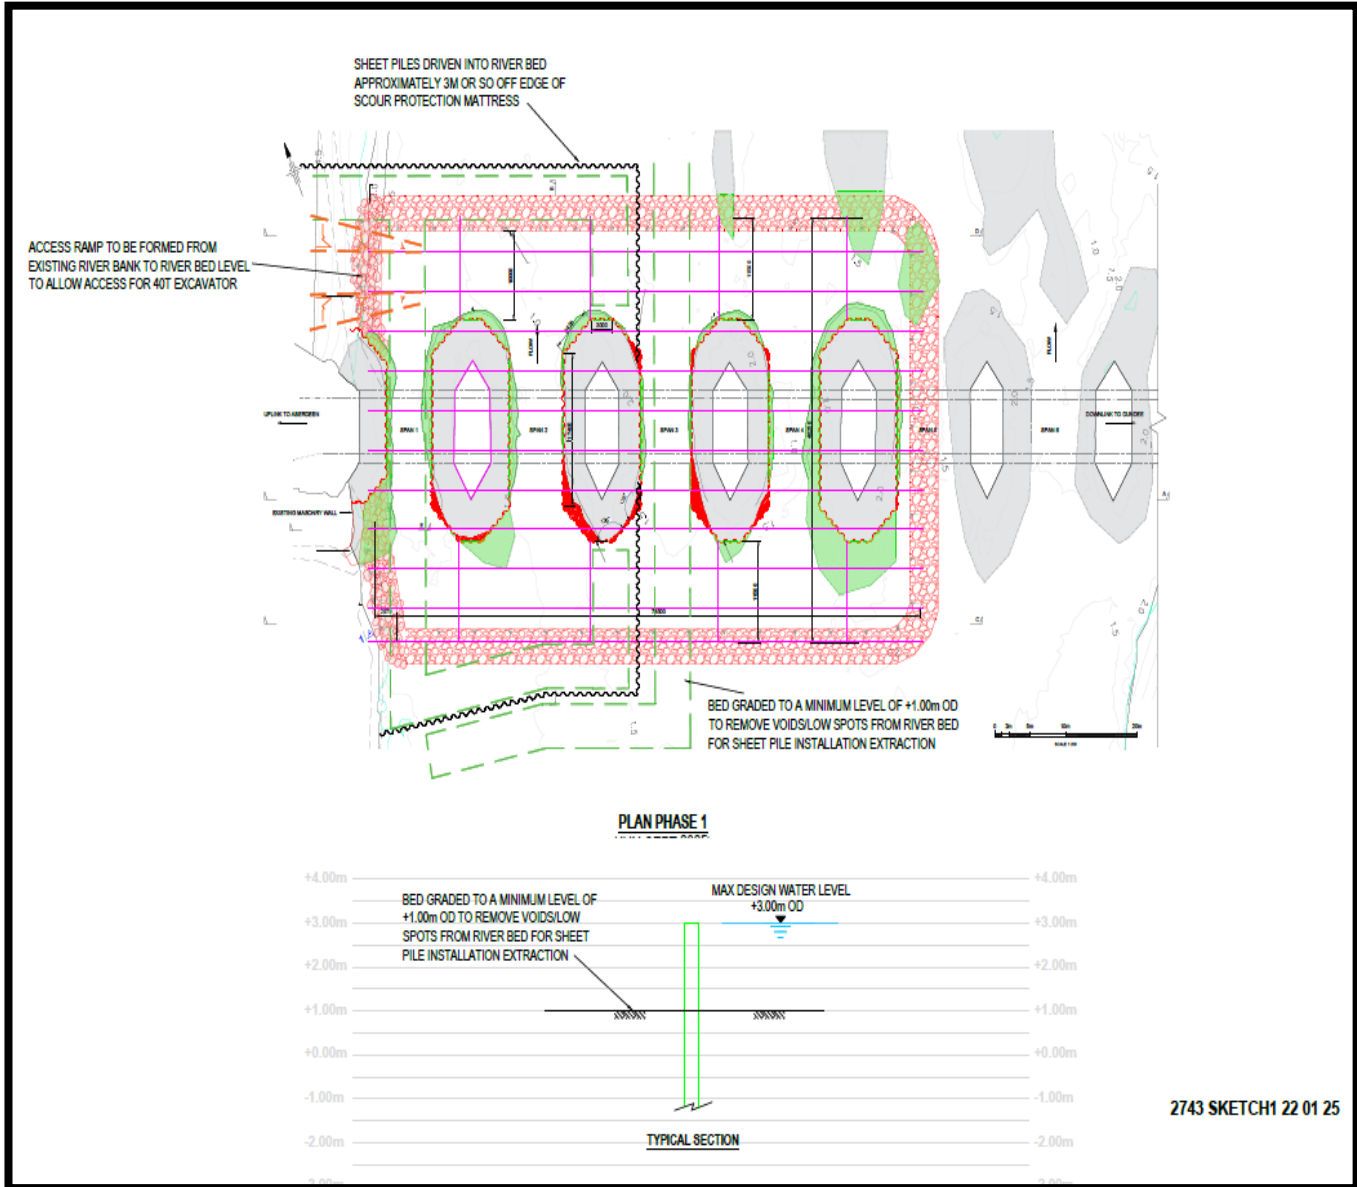 SHEET PILES DRIVEN INTO RIVER BED
APPROXIMATELY 3M OR SO OFF EDGE OF
SCOUR PROTECTION MATTRESS
ACCESS RAMP TO BE FORMED FROM
EXISTING RIVER BANK TO RIVER BED LEVEL
TO ALLOW ACCESS FOR 40T EXCAVATOR
FLOW
FLOW
UPLINK TO ABERDEEN
SPAN 1
SPAN 2
SPAN 3
SPAN 4
SPAN 5
SPAN 6
DOWNLINK TO DUNDEE
EXISTING MASONRY WALL
BED GRADED TO A MINIMUM LEVEL OF +1.00m OD
TO REMOVE VOIDS/LOW SPOTS FROM RIVER BED
FOR SHEET PILE INSTALLATION EXTRACTION
PLAN PHASE 1
+4.00m
+4.00m
BED GRADED TO A MINIMUM LEVEL OF
+1.00m OD TO REMOVE VOIDS/LOW
SPOTS FROM RIVER BED FOR SHEET
PILE INSTALLATION EXTRACTION
MAX DESIGN WATER LEVEL
+3.00m OD
+3.00m
+3.00m
+2.00m
+2.00m
+1.00m
+1.00m
+0.00m
+0.00m
-1.00m
-1.00m
-2.00m
-2.00m
TYPICAL SECTION
2743 SKETCH1 22 01 25